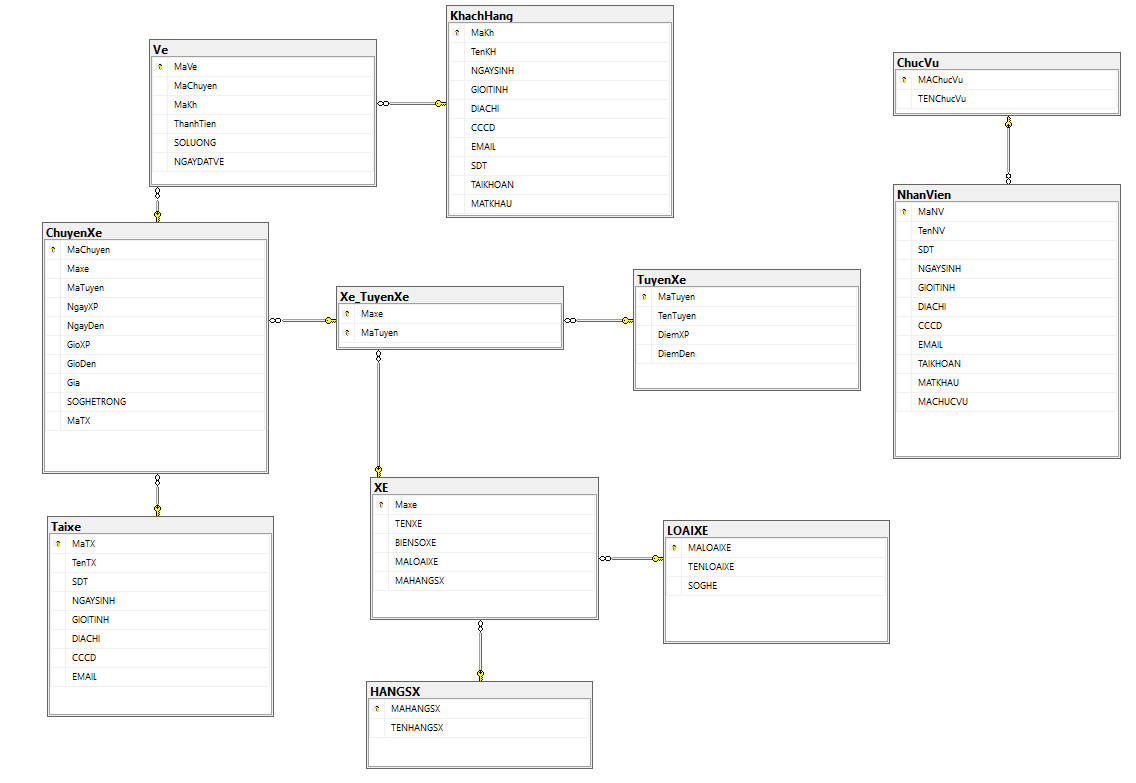 KhachHang
MaKh
TenKH
NGAYSINH
GIOITINH
DIACHI
CCCD
EMAIL
SDT
TAIKHOAN
MATKHAU
Ve
MaVe
MaChuyen
MaKh
ThanhTien
SOLUONG
NGAYDATVE
ChucVu
MAChucVu
TENChucVu
NhanVien
MaNV
TenNV
SDT
NGAYSINH
GIOITINH
DIACHI
CCCD
EMAIL
TAIKHOAN
MATKHAU
MACHUCVU
ChuyenXe
MaChuyen
Maxe
MaTuyen
NgayXP
NgayDen
GioXP
GioDen
Gia
SOGHETRONG
MaTX
Xe_TuyenXe
Maxe
MaTuyen
TuyenXe
MaTuyen
TenTuyen
DiemXP
DiemDen
XE
Maxe
TENXE
BIENSOXE
MALOAIXE
MAHANGSX
LOAIXE
MALOAIXE
TENLOAIXE
SOGHE
Taixe
MaTX
TenTX
SDT
NGAYSINH
GIOITINH
DIACHI
CCCD
EMAIL
HANGSX
MAHANGSX
TENHANGSX